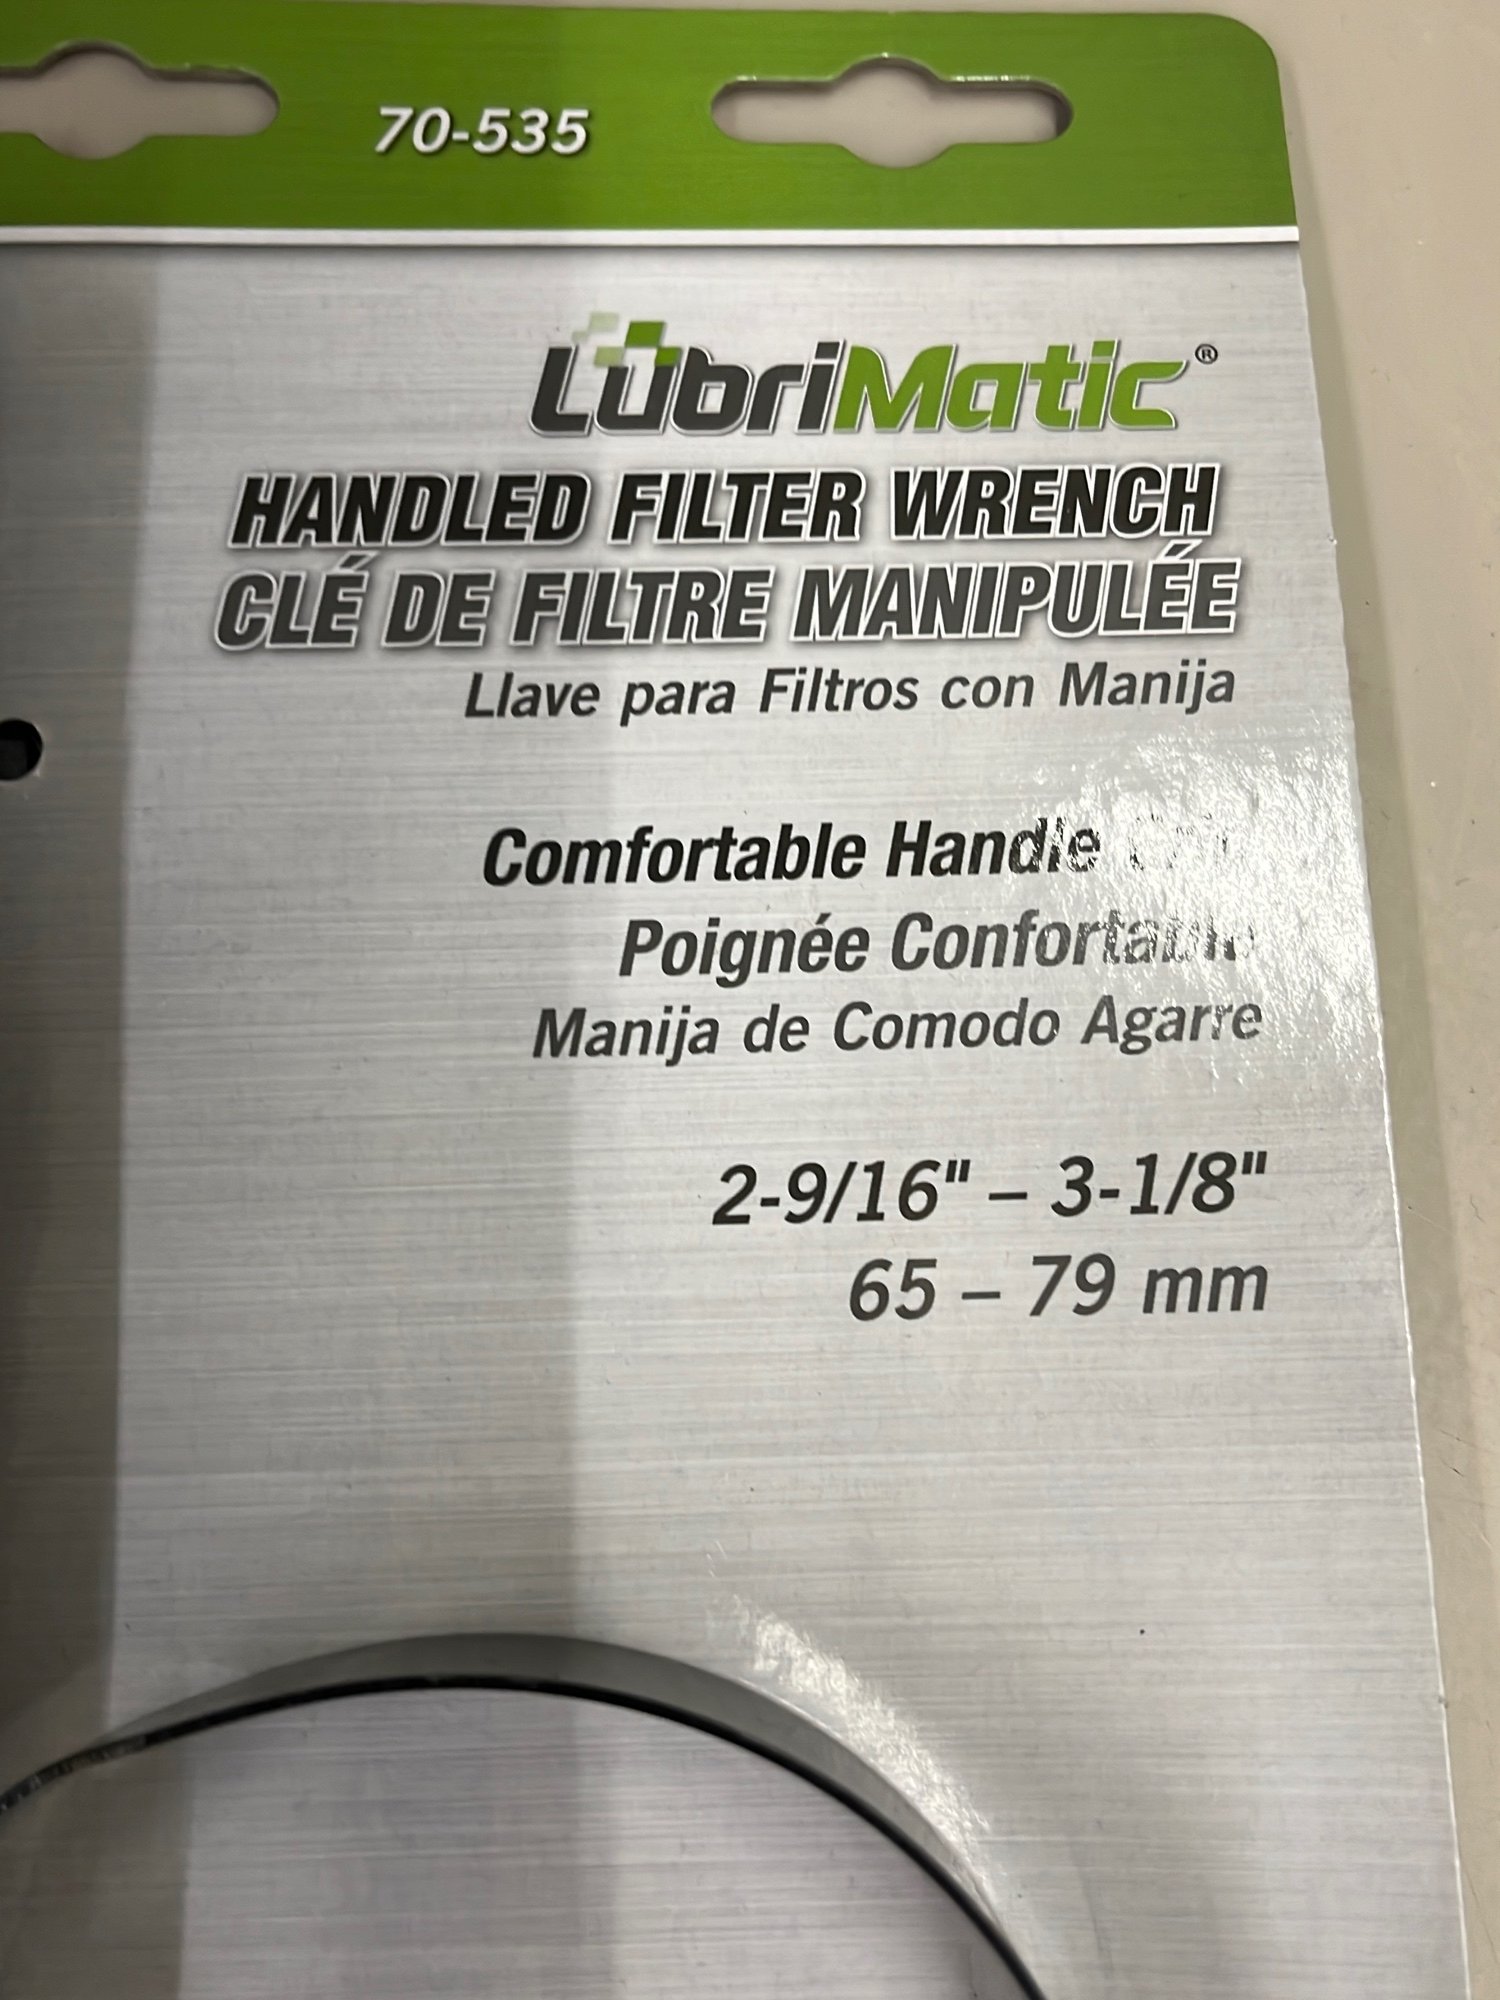 70-535
LubriMatic®
HANDLED FILTER WRENCH
CLÉ DE FILTRE MANIPULÉE
Llave para Filtros con Manija
Comfortable Handle
Poignée Confortable
Manija de Comodo Agarre
2-9/16" – 3-1/8"
65 – 79 mm